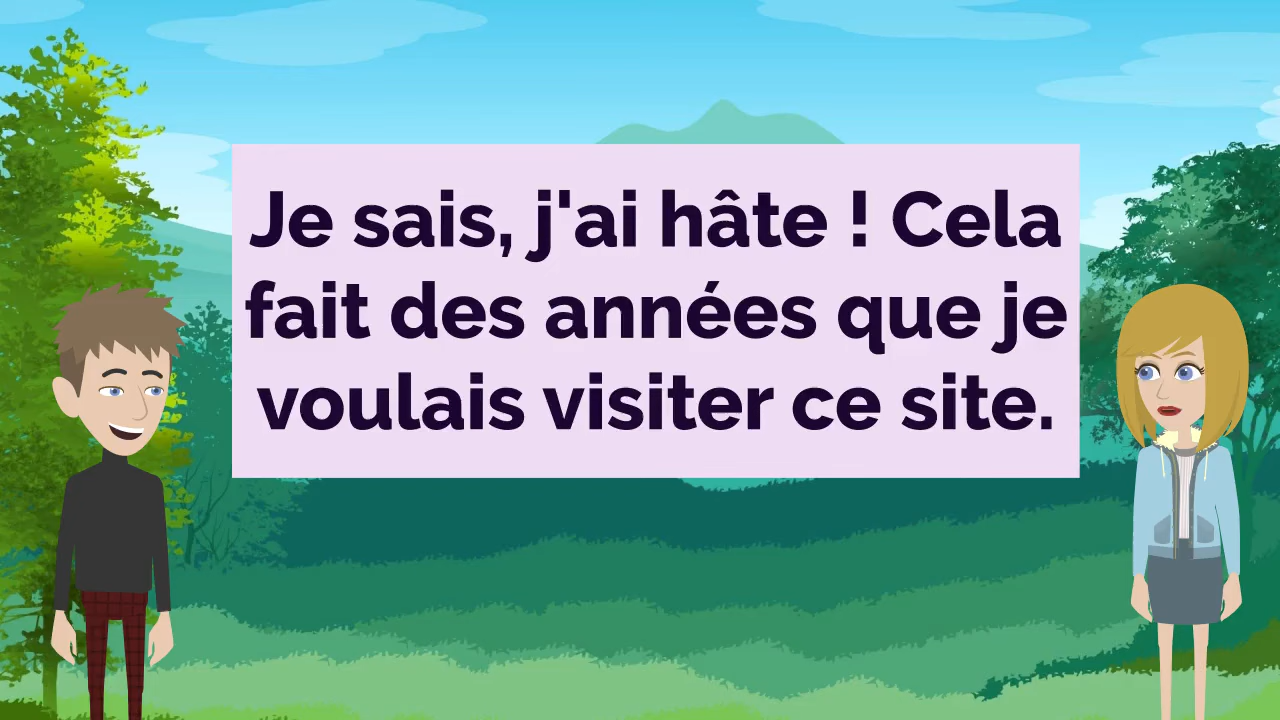 Je sais, j'ai hâte ! Cela
fait des années que je
voulais visiter ce site.